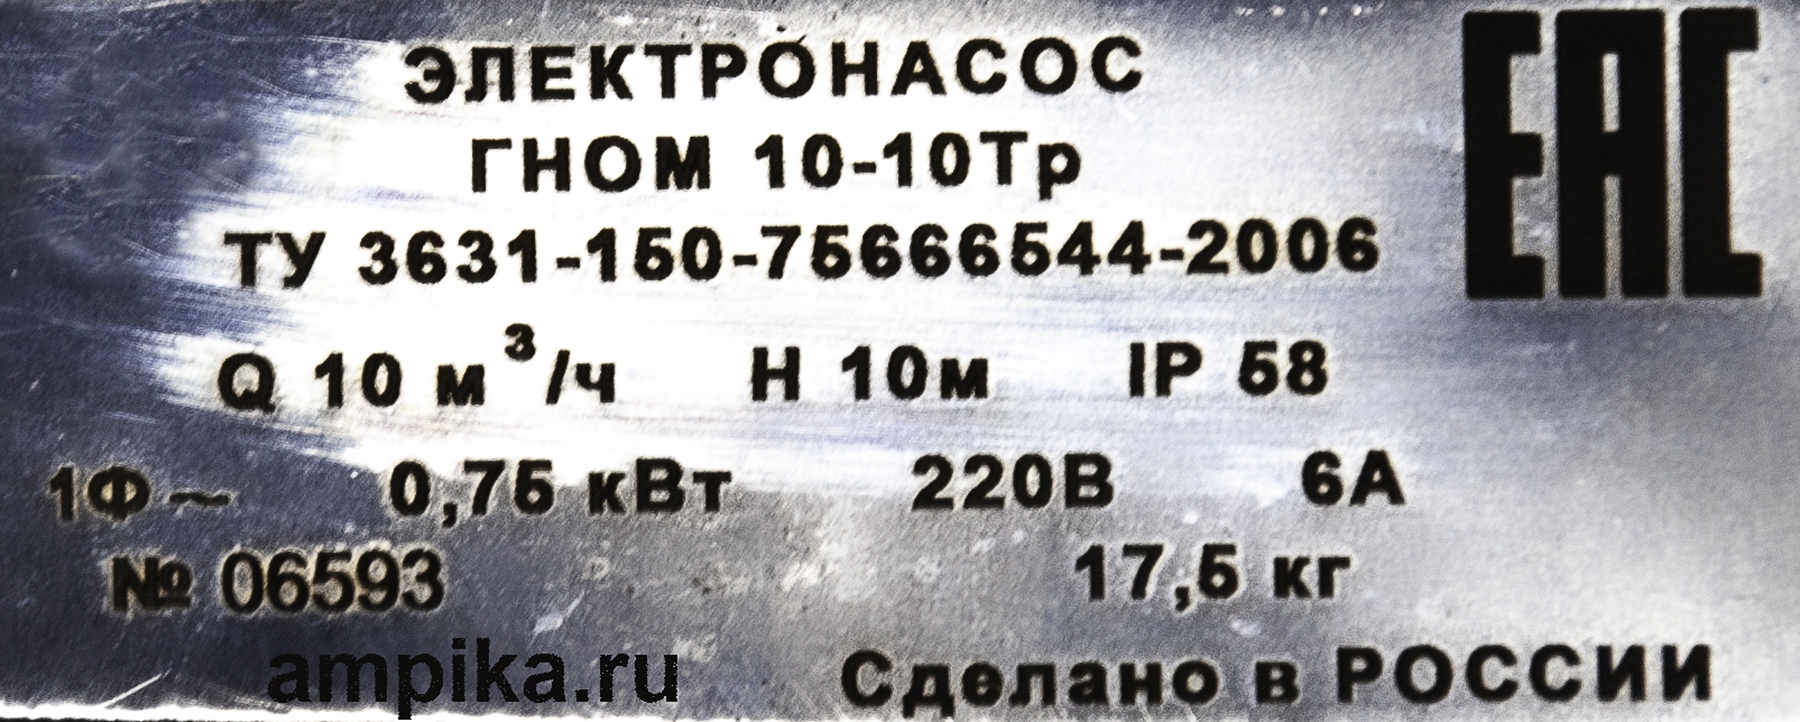 ЭЛЕКТРОНАСОС
ЕАС
ГНОМ 10-10Тр
ТУ 3631-150-75666544-2006
Q 10 м³/ч Н 10м IP 58
1Ф ~ 0,75 кВт 220В 6А
№ 06593 17,5 кг
ampika.ru Сделано в РОССИИ